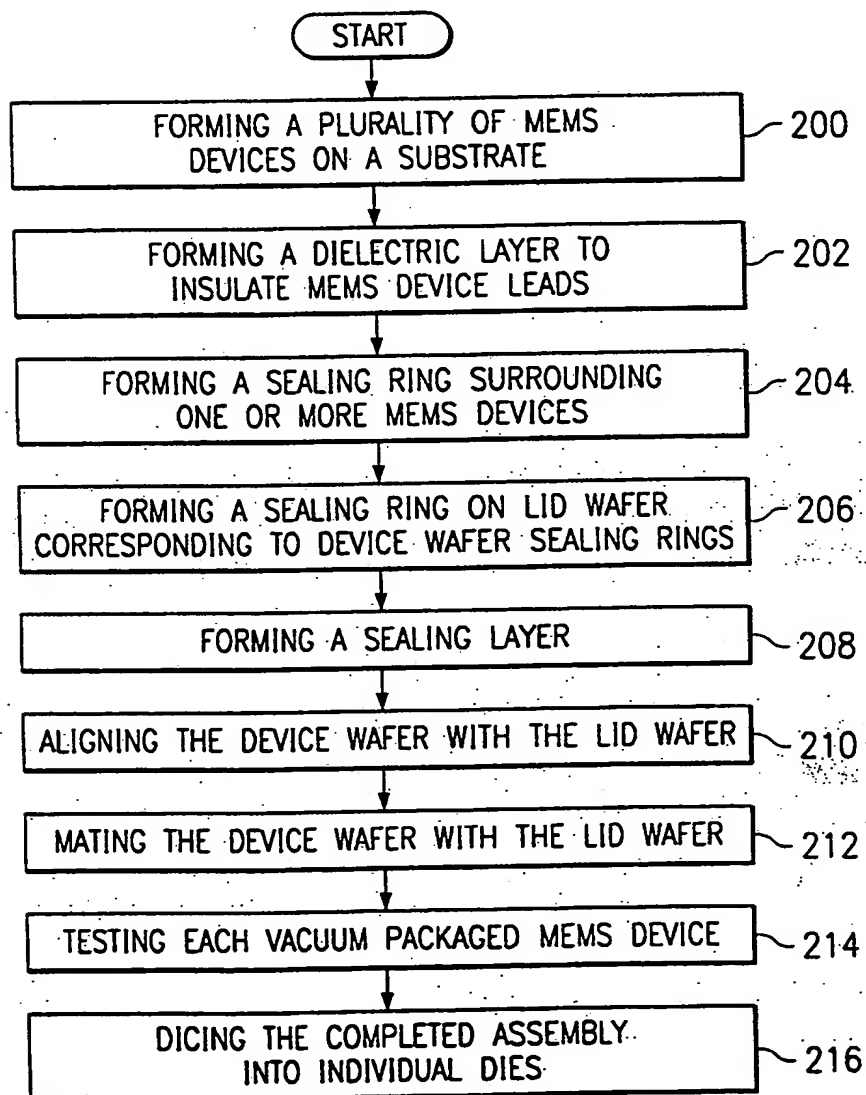 START
FORMING A PLURALITY OF MEMS
DEVICES ON A SUBSTRATE
200
FORMING A DIELECTRIC LAYER TO
INSULATE MEMS DEVICE LEADS
202
FORMING A SEALING RING SURROUNDING
ONE OR MORE MEMS DEVICES
204
FORMING A SEALING RING ON LID WAFER
CORRESPONDING TO DEVICE WAFER SEALING RINGS
206
FORMING A SEALING LAYER
208
ALIGNING THE DEVICE WAFER WITH THE LID WAFER
210
MATING THE DEVICE WAFER WITH THE LID WAFER
212
TESTING EACH VACUUM PACKAGED MEMS DEVICE
214
DICING THE COMPLETED ASSEMBLY
INTO INDIVIDUAL DIES
216